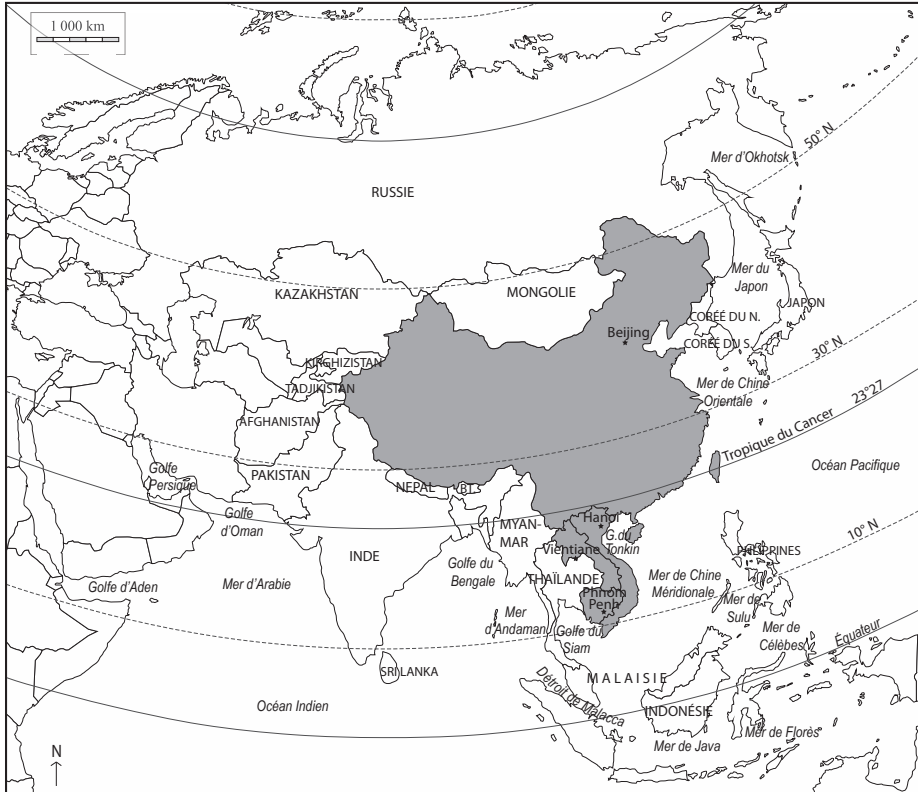 1 000 km
50° N
Mer d'Okhotsk
RUSSIE
Mer du
Japon
KAZAKHSTAN
MONGOLIE
JAPON
CORÉE DU N.
Beijing
CORÉE DU S.
30° N
KIRGHIZISTAN
TADJIKISTAN
Mer de Chine
Orientale
23°27
AFGHANISTAN
Tropique du Cancer
Golfe
Persique
PAKISTAN
Océan Pacifique
NEPAL
BT.
Golfe
d'Oman
Hanoi
MYAN-
MAR
G.du
Tonkin
10° N
INDE
Vientiane
PHILIPPINES
Golfe du
Bengale
Golfe d'Aden
Mer d'Arabie
THAÏLANDE
Mer de Chine
Méridionale
Phnom
Penh
Mer de
Sulu
Mer
d'Andaman
Golfe du
Siam
Mer de
Célèbes
Équateur
SRI LANKA
MALAISIE
Détroit de Malacca
Océan Indien
INDONÉSIE
Mer de Florès
Mer de Java
N